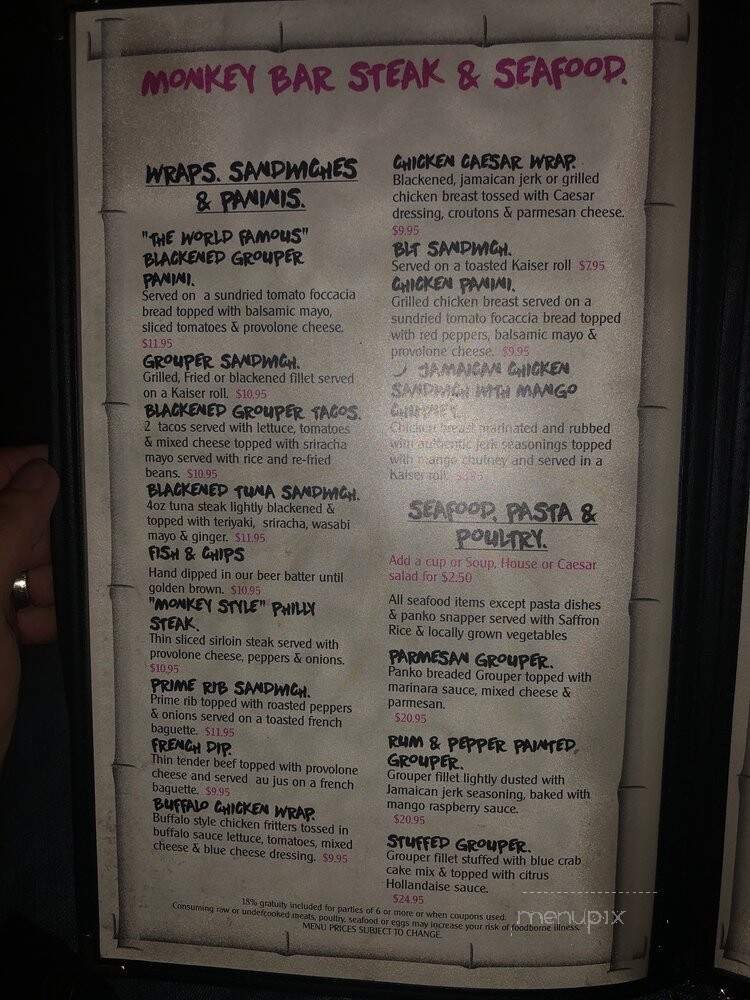 MONKEY BAR STEAK & SEAFOOD.
WRAPS. SANDWICHES
& PANINIS.
"THE WORLD FAMOUS"
BLACKENED GROUPER
PANINI.
Served on a sundried tomato foccacia
bread topped with balsamic mayo,
sliced tomatoes & provolone cheese.
$11.95
GROUPER SANDWICH.
Grilled, Fried or blackened fillet served
on a Kaiser roll. $10.95
BLACKENED GROUPER TACOS.
2 tacos served with lettuce, tomatoes
& mixed cheese topped with sriracha
mayo served with rice and re-fried
beans. $10.95
BLACKENED TUNA SANDWICH.
4oz tuna steak lightly blackened &
topped with teriyaki, sriracha, wasabi
mayo & ginger. $11.95
FISH & CHIPS
Hand dipped in our beer batter until
golden brown. $10.95
"MONKEY STYLE" PHILLY
STEAK.
Thin sliced sirloin steak served with
provolone cheese, peppers & onions.
$10.95
PRIME RIB SANDWICH.
Prime rib topped with roasted peppers
& onions served on a toasted french
baguette. $11.95
FRENCH DIP.
Thin tender beef topped with provolone
cheese and served au jus on a french
baguette. $9.95
BUFFALO CHICKEN WRAP.
Buffalo style chicken fritters tossed in
buffalo sauce lettuce, tomatoes, mixed
cheese & blue cheese dressing. $9.95
CHICKEN CAESAR WRAP.
Blackened, jamaican jerk or grilled
chicken breast tossed with Caesar
dressing, croutons & parmesan cheese.
$9.95
BLT SANDWICH.
Served on a toasted Kaiser roll $7.95
CHICKEN PANINI.
Grilled chicken breast served on a
sundried tomato focaccia bread topped
with red peppers, balsamic mayo &
provolone cheese. $9.95
JAMAICAN CHICKEN
SANDWICH WITH MANGO
CHUTNEY.
Chicken breast marinated and rubbed
with authentic jerk seasonings topped
with mango chutney and served in a
Kaiser roll.
SEAFOOD, PASTA &
POULTRY.
Add a cup or Soup, House or Caesar
salad for $2.50
All seafood items except pasta dishes
& panko snapper served with Saffron
Rice & locally grown vegetables
PARMESAN GROUPER.
Panko breaded Grouper topped with
marinara sauce, mixed cheese &
parmesan.
$20.95
RUM & PEPPER PAINTED
GROUPER.
Grouper fillet lightly dusted with
Jamaican jerk seasoning, baked with
mango raspberry sauce.
$20.95
STUFFED GROUPER.
Grouper fillet stuffed with blue crab
cake mix & topped with citrus
Hollandaise sauce.
$24.95
18% gratuity included for parties of 6 or more or when coupons used.
Consuming raw or undefcooked meats, poultry, seafood or eggs may increase your risk of foodborne illness.
MENU PRICES SUBJECT TO CHANGE.
menupix